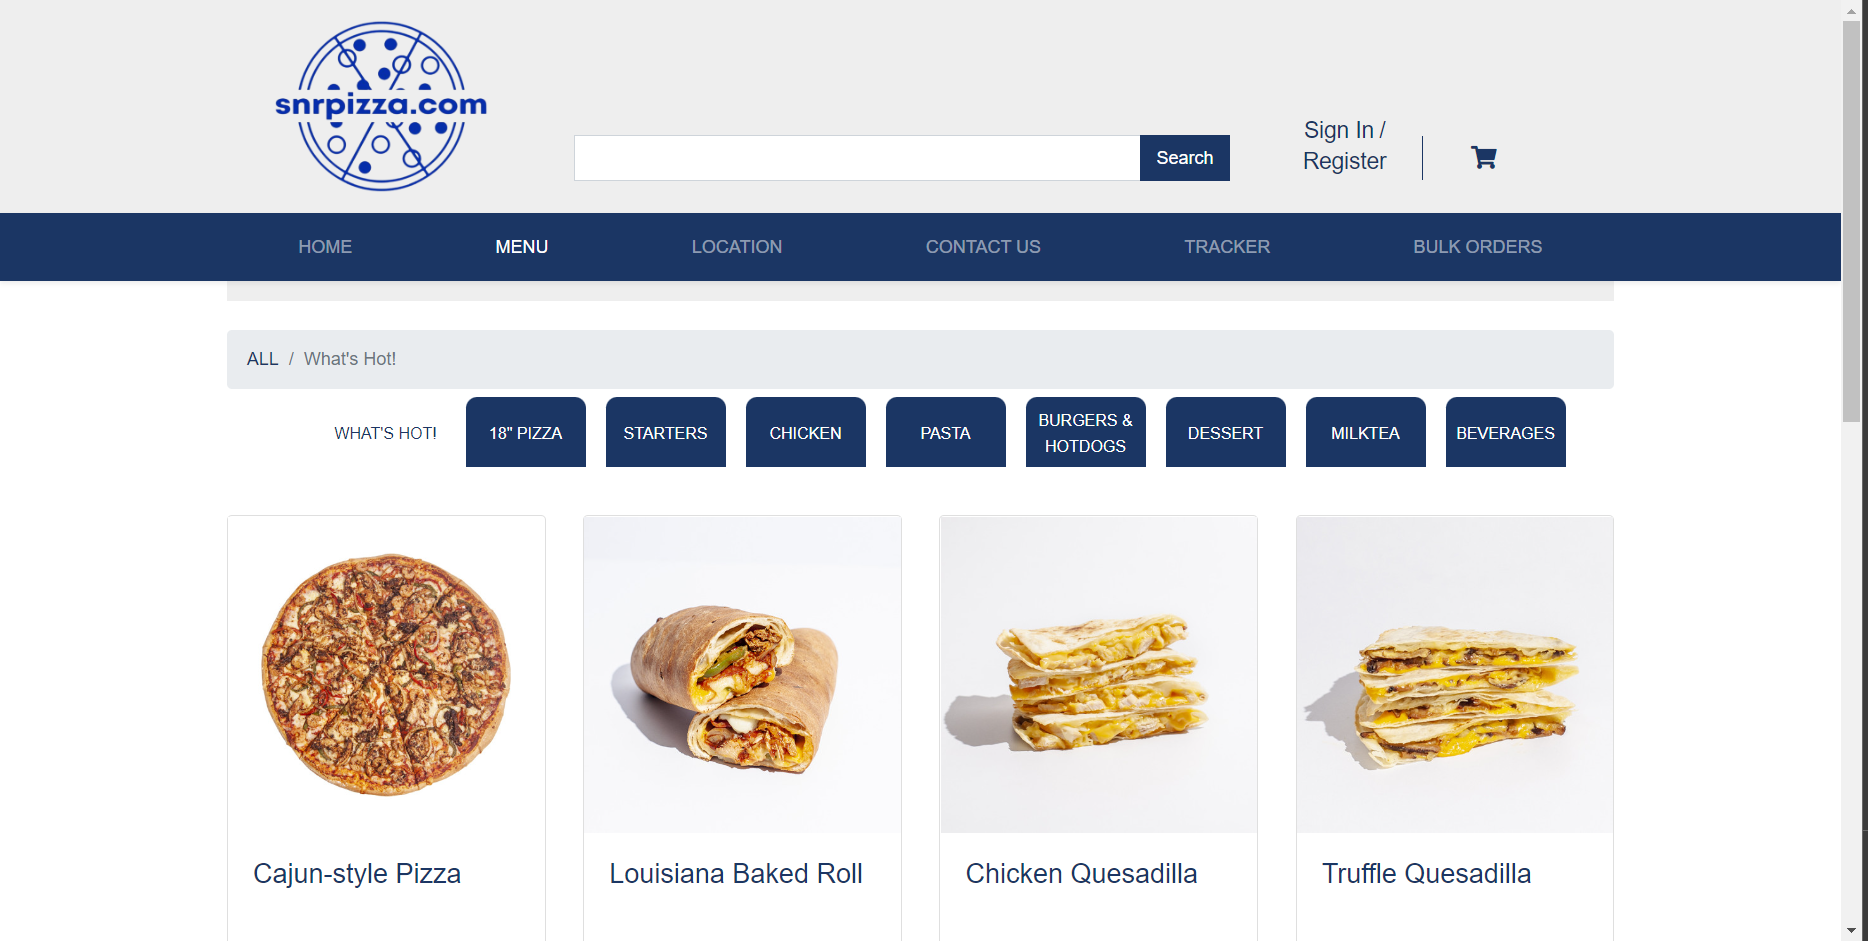 snrpizza.com
Search
Sign In /
Register
HOME MENU LOCATION CONTACT US TRACKER BULK ORDERS
ALL / What's Hot!
WHAT'S HOT! 18" PIZZA STARTERS CHICKEN PASTA BURGERS & HOTDOGS DESSERT MILKTEA BEVERAGES
Cajun-style Pizza
Louisiana Baked Roll
Chicken Quesadilla
Truffle Quesadilla